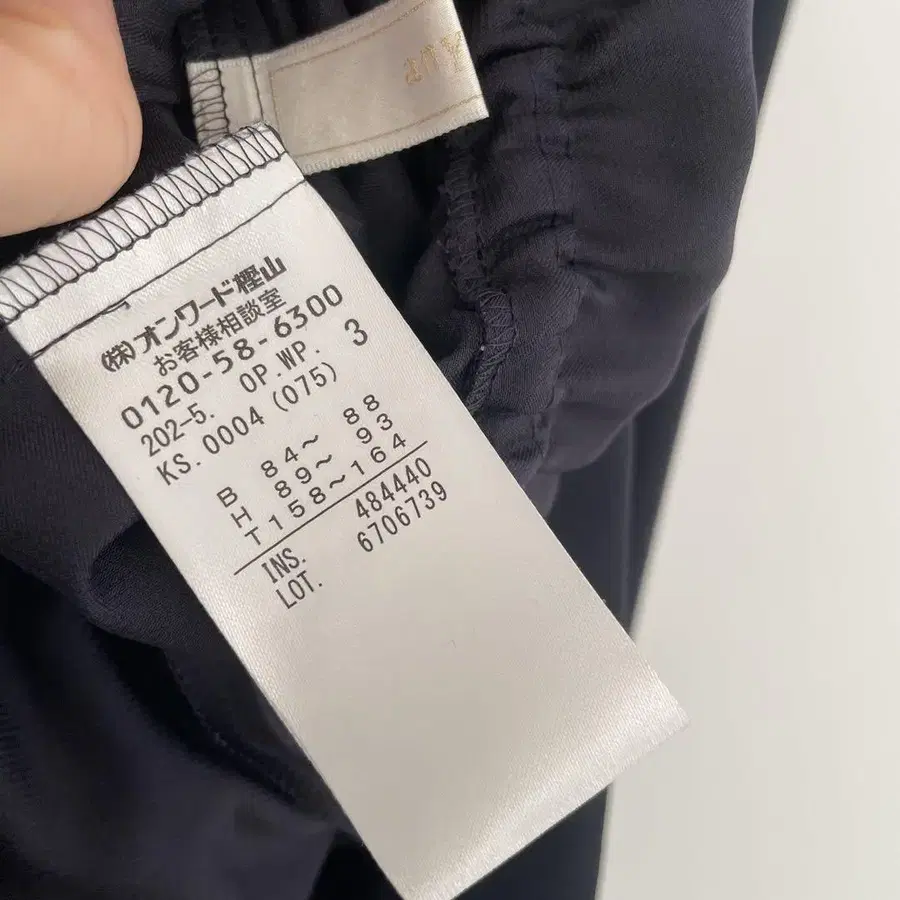 (株)オンワード樫山
お客様相談室
0120-58-6300
202-5. OP.WP. 3
KS.0004(075)
B 84～ 88
H 89～ 93
T158～164
INS. 484440
LOT. 6706739